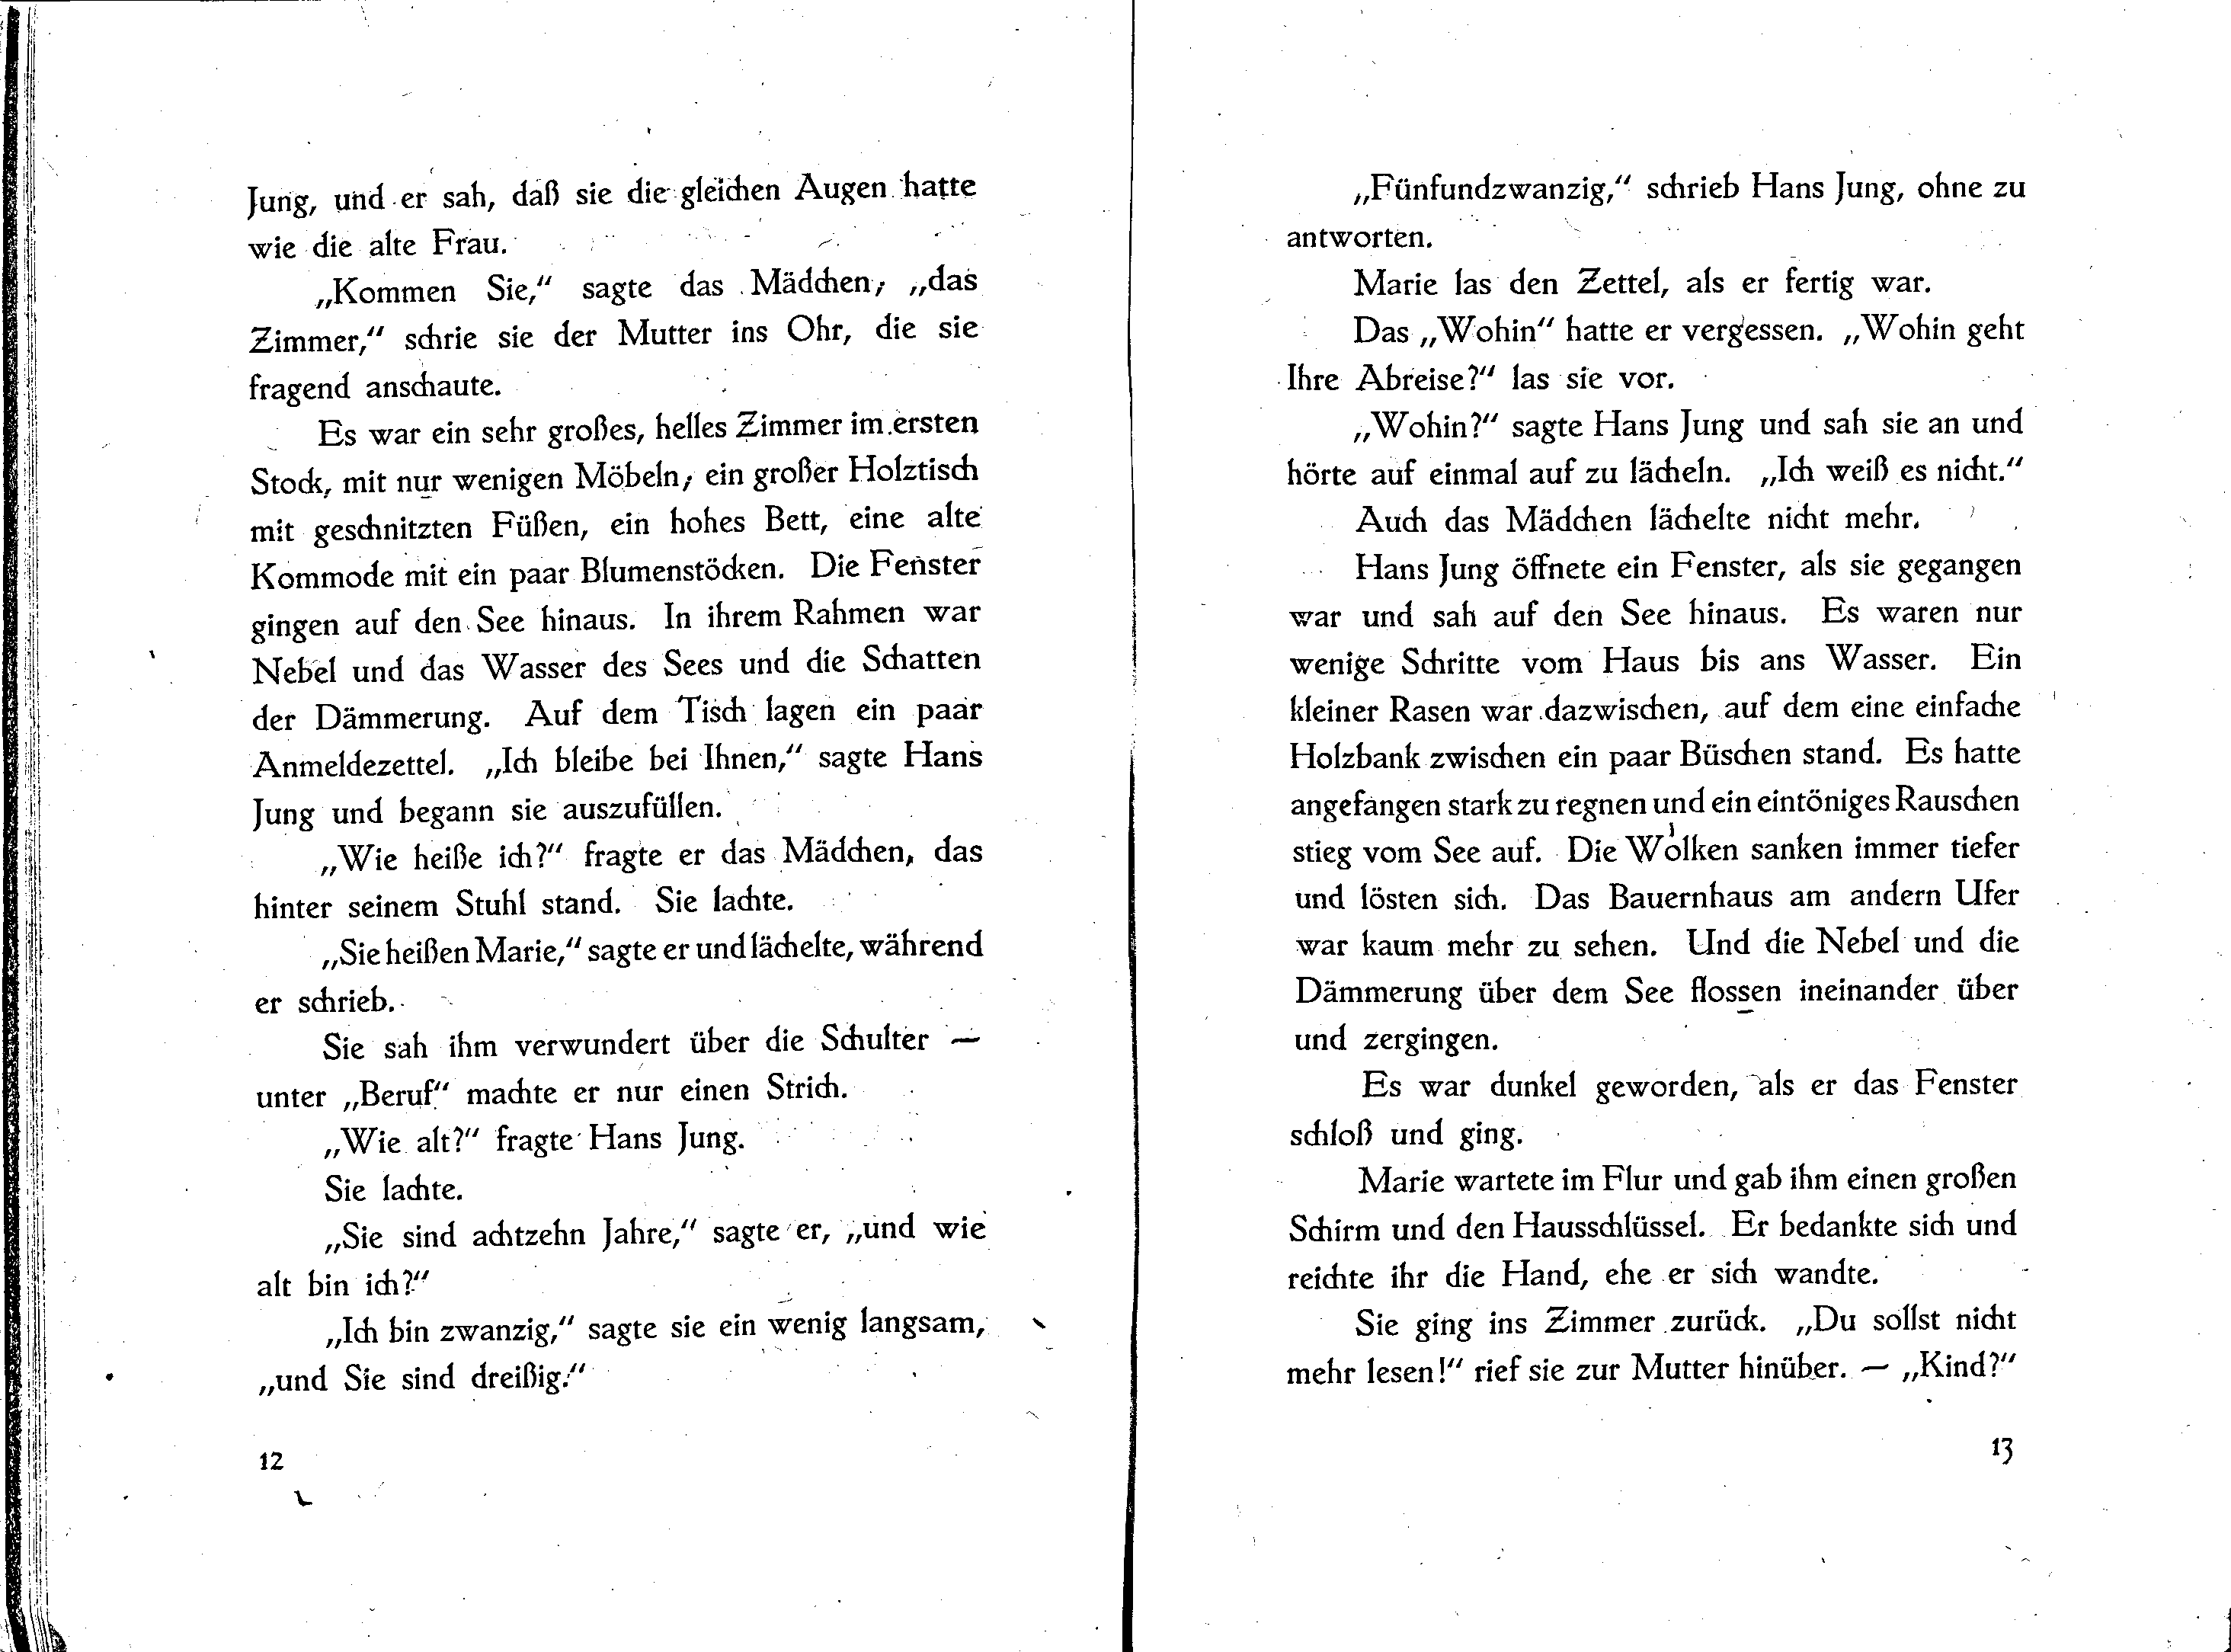 Jung, und er sah, daß sie die gleichen Augen hatte
wie die alte Frau.
„Kommen Sie,“ sagte das Mädchen; „das
Zimmer,“ schrie sie der Mutter ins Ohr, die sie
fragend anschaute.
Es war ein sehr großes, helles Zimmer im ersten
Stock, mit nur wenigen Möbeln; ein großer Holztisch
mit geschnitzten Füßen, ein hohes Bett, eine alte
Kommode mit ein paar Blumenstöcken. Die Fenster
gingen auf den See hinaus. In ihrem Rahmen war
Nebel und das Wasser des Sees und die Schatten
der Dämmerung. Auf dem Tisch lagen ein paar
Anmeldezettel. „Ich bleibe bei Ihnen,“ sagte Hans
Jung und begann sie auszufüllen.
„Wie heiße ich?“ fragte er das Mädchen, das
hinter seinem Stuhl stand. Sie lachte.
„Sie heißen Marie,“ sagte er und lächelte, während
er schrieb.
Sie sah ihm verwundert über die Schulter —
unter „Beruf“ machte er nur einen Strich.
„Wie alt?“ fragte Hans Jung.
Sie lachte.
„Sie sind achtzehn Jahre,“ sagte er, „und wie
alt bin ich?“
„Ich bin zwanzig,“ sagte sie ein wenig langsam,
„und Sie sind dreißig.“
12
„Fünfundzwanzig,“ schrieb Hans Jung, ohne zu
antworten.
Marie las den Zettel, als er fertig war.
Das „Wohin“ hatte er vergessen. „Wohin geht
Ihre Abreise?“ las sie vor.
„Wohin?“ sagte Hans Jung und sah sie an und
hörte auf einmal auf zu lächeln. „Ich weiß es nicht.“
Auch das Mädchen lächelte nicht mehr.
Hans Jung öffnete ein Fenster, als sie gegangen
war und sah auf den See hinaus. Es waren nur
wenige Schritte vom Haus bis ans Wasser. Ein
kleiner Rasen war dazwischen, auf dem eine einfache
Holzbank zwischen ein paar Büschen stand. Es hatte
angefangen stark zu regnen und ein eintöniges Rauschen
stieg vom See auf. Die Wolken sanken immer tiefer
und lösten sich. Das Bauernhaus am andern Ufer
war kaum mehr zu sehen. Und die Nebel und die
Dämmerung über dem See flossen ineinander über
und zergingen.
Es war dunkel geworden, als er das Fenster
schloß und ging.
Marie wartete im Flur und gab ihm einen großen
Schirm und den Hausschlüssel. Er bedankte sich und
reichte ihr die Hand, ehe er sich wandte.
Sie ging ins Zimmer zurück. „Du sollst nicht
mehr lesen!“ rief sie zur Mutter hinüber. — „Kind?“
13